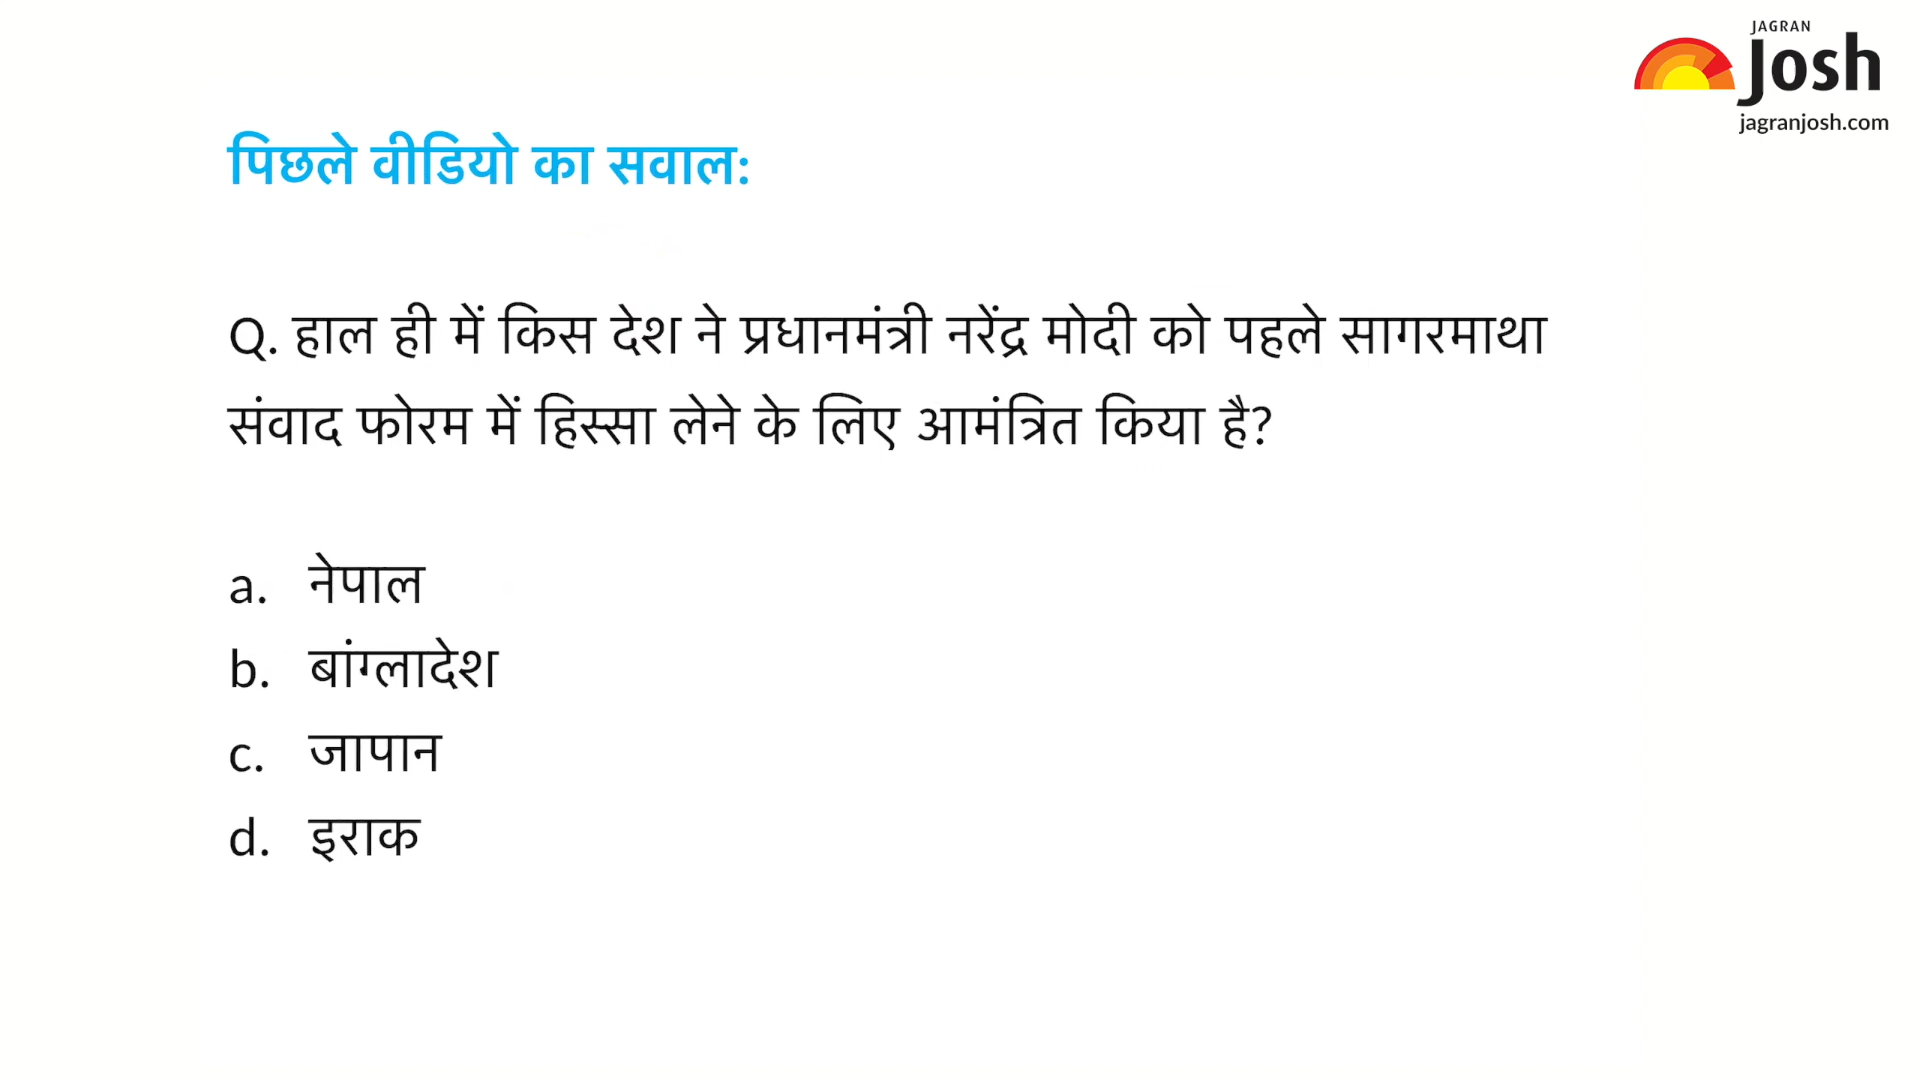 JAGRAN
Josh
jagranjosh.com
पिछले वीडियो का सवाल:
Q. हाल ही में किस देश ने प्रधानमंत्री नरेंद्र मोदी को पहले सागरमाथा
संवाद फोरम में हिस्सा लेने के लिए आमंत्रित किया है?
a. नेपाल
b. बांग्लादेश
c. जापान
d. इराक